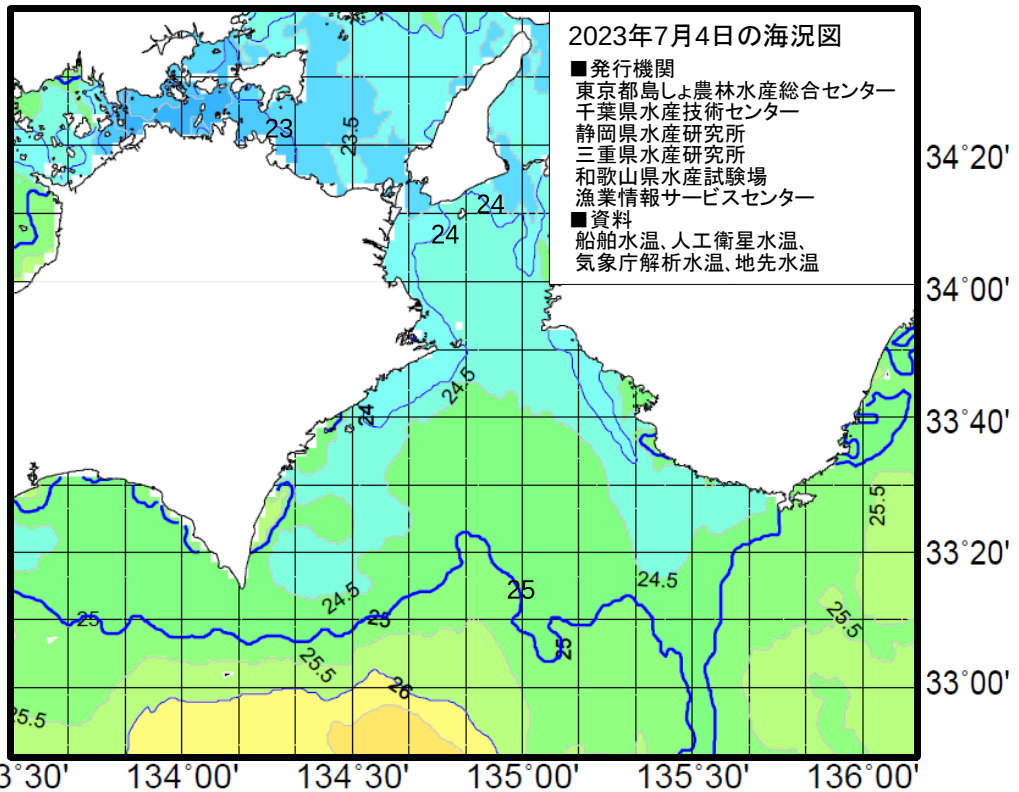 2023年7月4日の海況図
■発行機関
東京都島しょ農林水産総合センター
千葉県水産技術センター
静岡県水産研究所
三重県水産研究所
和歌山県水産試験場
漁業情報サービスセンター
■資料
船舶水温、人工衛星水温、
気象庁解析水温、地先水温
23
23.5
24
24
24.5
24
25.5
24.5
24.5
25
25
25
25
25.5
25.5
26
25.5
34°20'
34°00'
33°40'
33°20'
33°00'
3°30'
134°00'
134°30'
135°00'
135°30'
136°00'